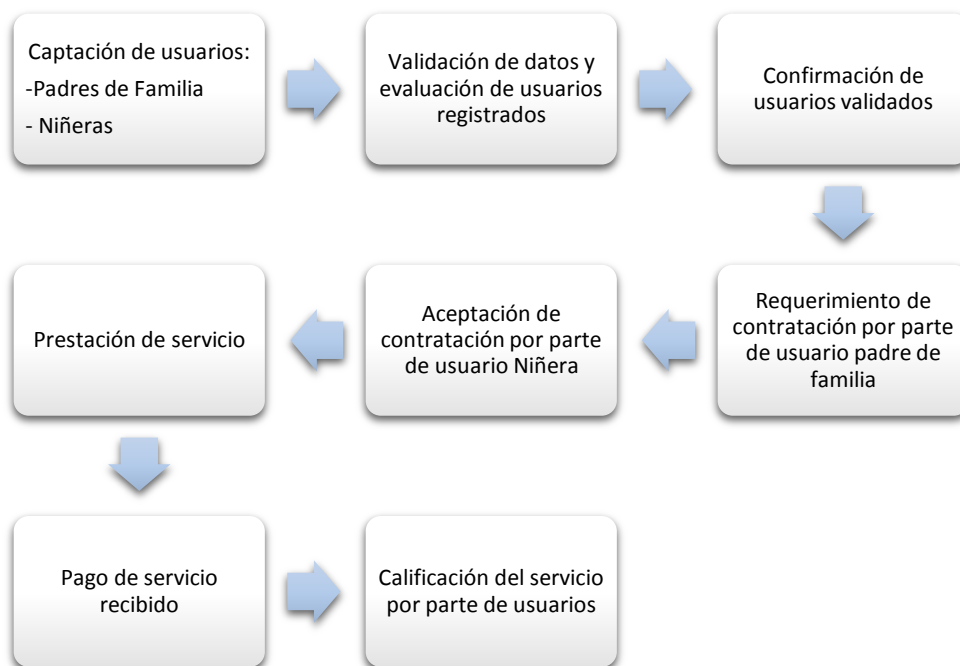 Captación de usuarios:
-Padres de Familia
- Niñeras
Validación de datos y
evaluación de usuarios
registrados
Confirmación de
usuarios validados
Requerimiento de
contratación por parte
de usuario padre de
familia
Aceptación de
contratación por parte
de usuario Niñera
Prestación de servicio
Pago de servicio
recibido
Calificación del servicio
por parte de usuarios